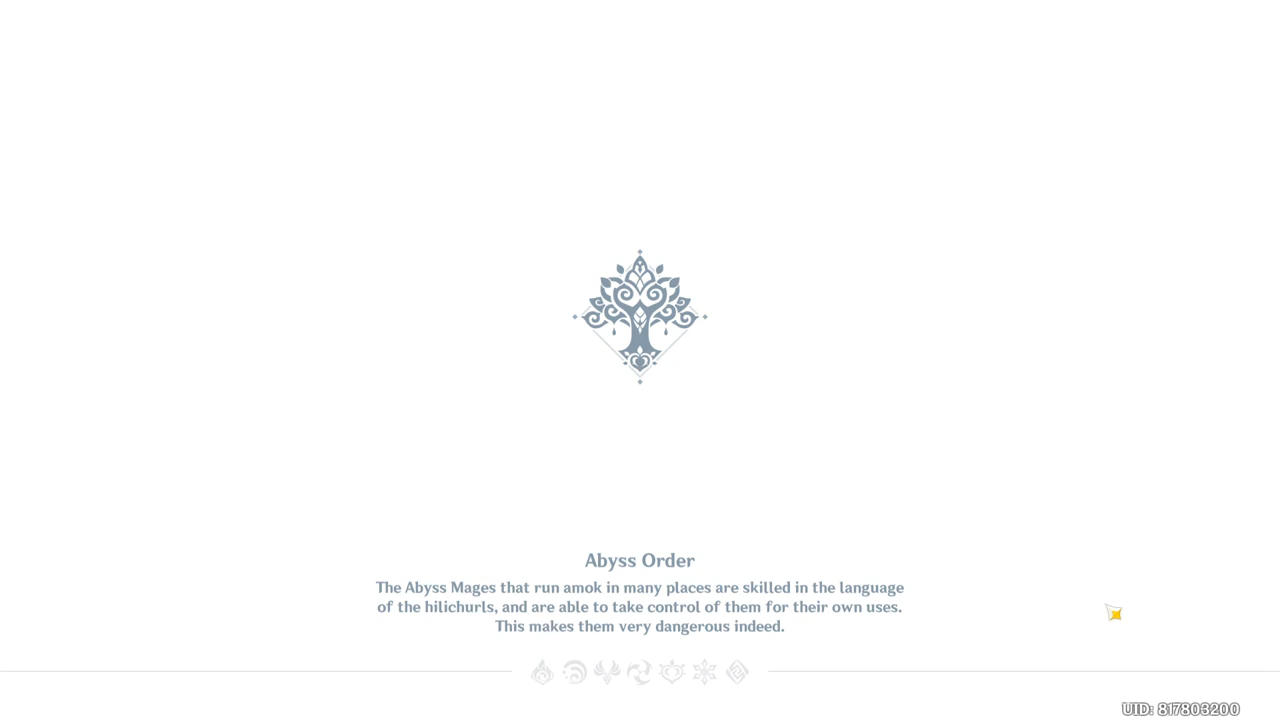 Abyss Order
The Abyss Mages that run amok in many places are skilled in the language
of the hilichurls, and are able to take control of them for their own uses.
This makes them very dangerous indeed.
UID: 817803200